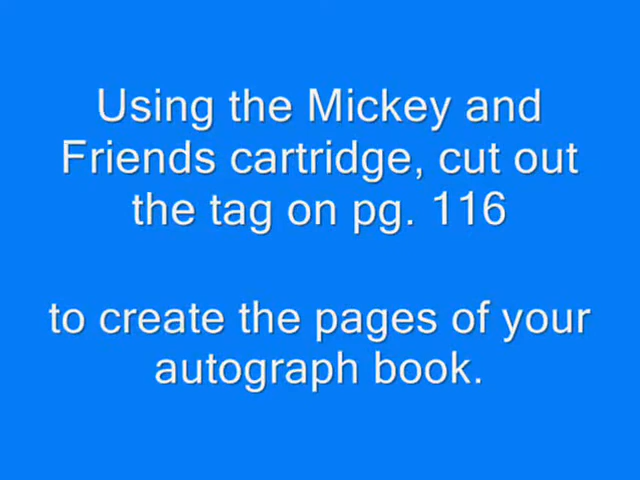 Using the Mickey and
Friends cartridge, cut out
the tag on pg. 116
to create the pages of your
autograph book.